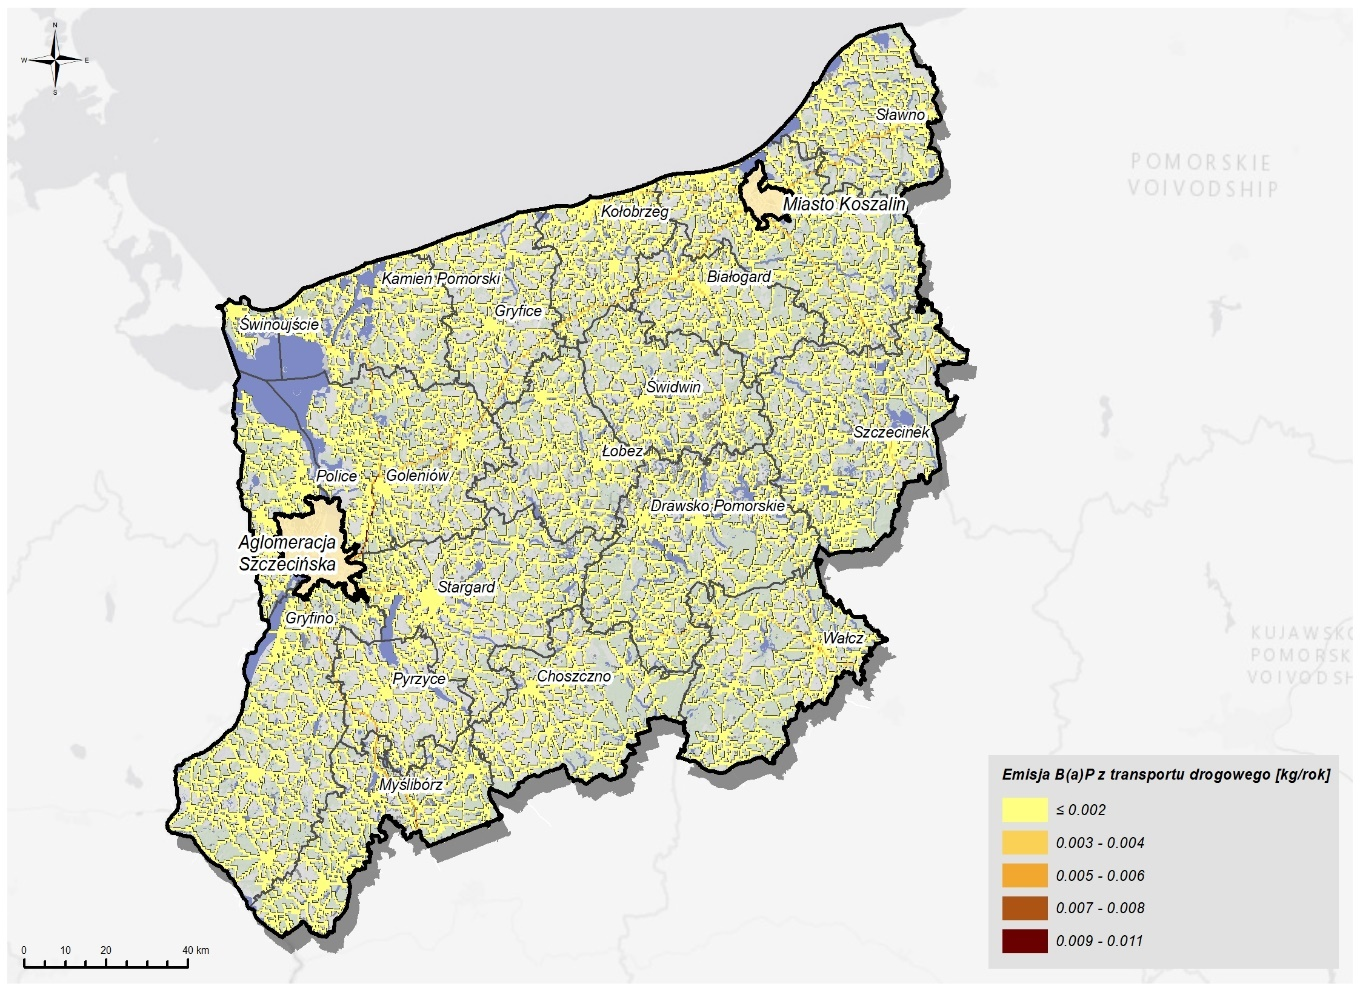 N
W E
S
POMORSKIE
VOIVODSHIP
Sławno
Miasto Koszalin
Kołobrzeg
Białogard
Kamień Pomorski
Gryfice
Świnoujście
Świdwin
Szczecinek
Łobez
Police
Goleniów
Drawsko Pomorskie
Aglomeracja
Szczecińska
Stargard
Gryfino
Wałcz
KUJAWSKO
POMORSK
VOIVODSH
Pyrzyce
Choszczno
Myślibórz
Emisja B(a)P z transportu drogowego [kg/rok]
≤ 0.002
0.003 - 0.004
0.005 - 0.006
0.007 - 0.008
0.009 - 0.011
0 10 20 40 km